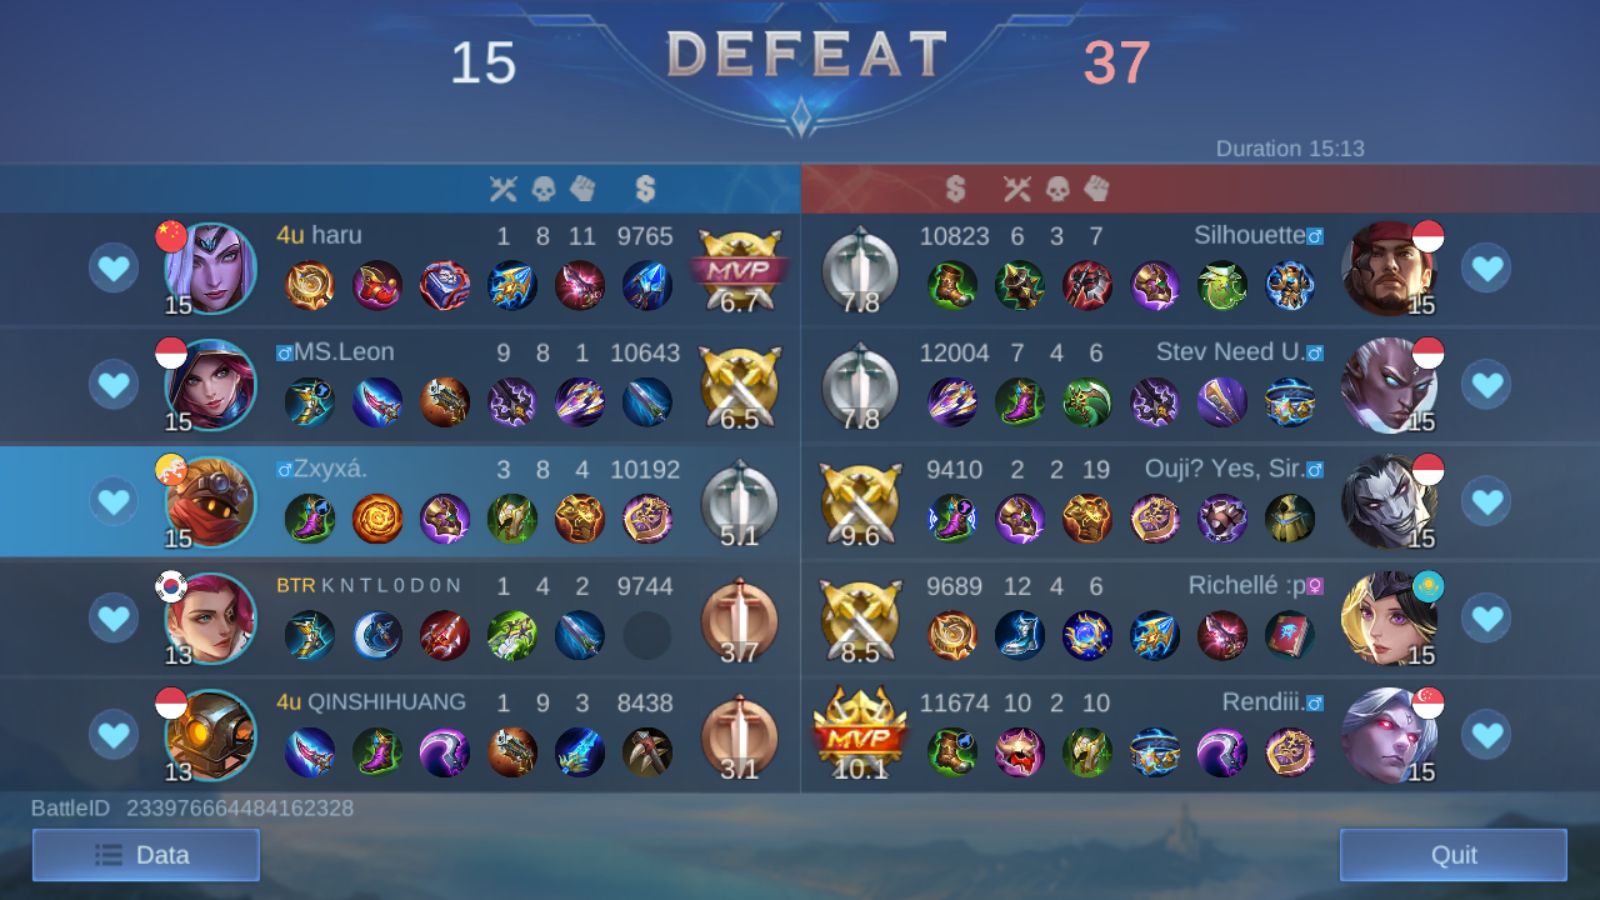 15 DEFEAT 37
Duration 15:13
4u haru 1 8 11 9765
15 MVP 6.7
10823 6 3 7 Silhouette
7.8 15
MS.Leon 9 8 1 10643
15 6.5
12004 7 4 6 Stev Need U.
7.8 15
Zxyxá. 3 8 4 10192
15 5.1
9410 2 2 19 Ouji? Yes, Sir.
9.6 15
BTR K N T L 0 D 0 N 1 4 2 9744
13 3.7
9689 12 4 6 Richellé :p
8.5 15
4u QINSHIHUANG 1 9 3 8438
13 3.1
11674 10 2 10 Rendiii.
MVP 10.1 15
BattleID 233976664484162328
Data
Quit